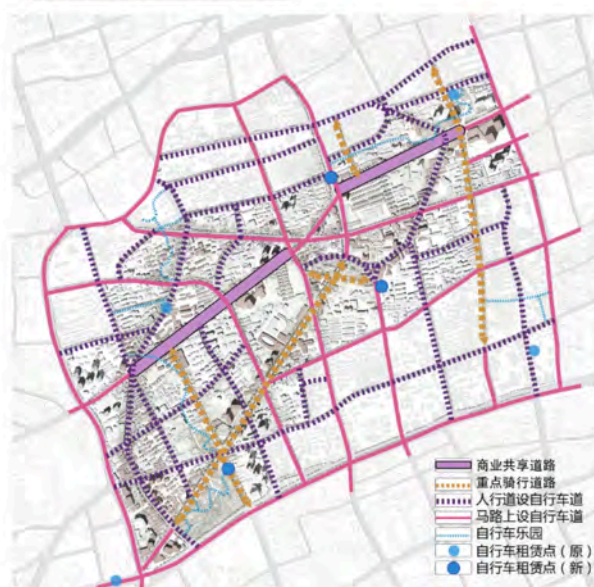 商业共享道路
重点骑行道路
人行道设自行车道
马路上设自行车道
自行车乐园
自行车租赁点（原）
自行车租赁点（新）